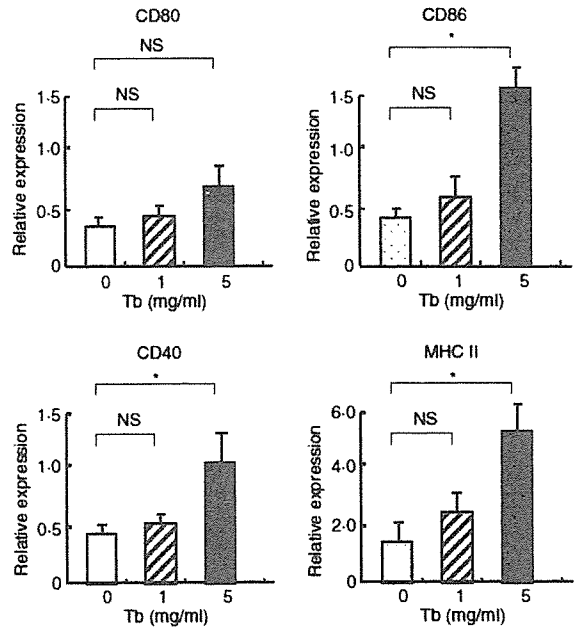 CD80
NS
NS
1·5
1·0
0·5
0
Relative expression
0 1 5
Tb (mg/ml)
CD86
*
NS
1·5
1·0
0·5
0
Relative expression
0 1 5
Tb (mg/ml)
CD40
*
NS
1·5
1·0
0·5
0
Relative expression
0 1 5
Tb (mg/ml)
MHC II
*
NS
6·0
4·0
2·0
0
Relative expression
0 1 5
Tb (mg/ml)